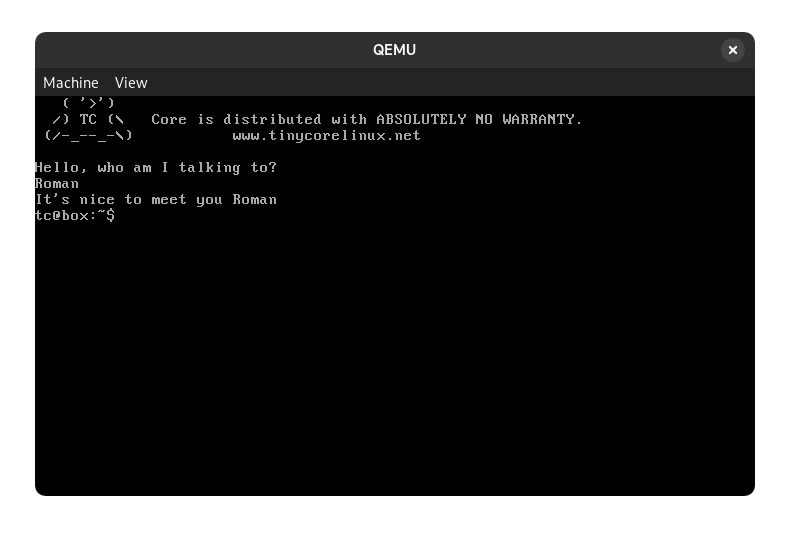 QEMU
Machine View
( '>')
/) TC (\ Core is distributed with ABSOLUTELY NO WARRANTY.
(/-_--_-\) www.tinycorelinux.net
Hello, who am I talking to?
Roman
It's nice to meet you Roman
tc@box:~$